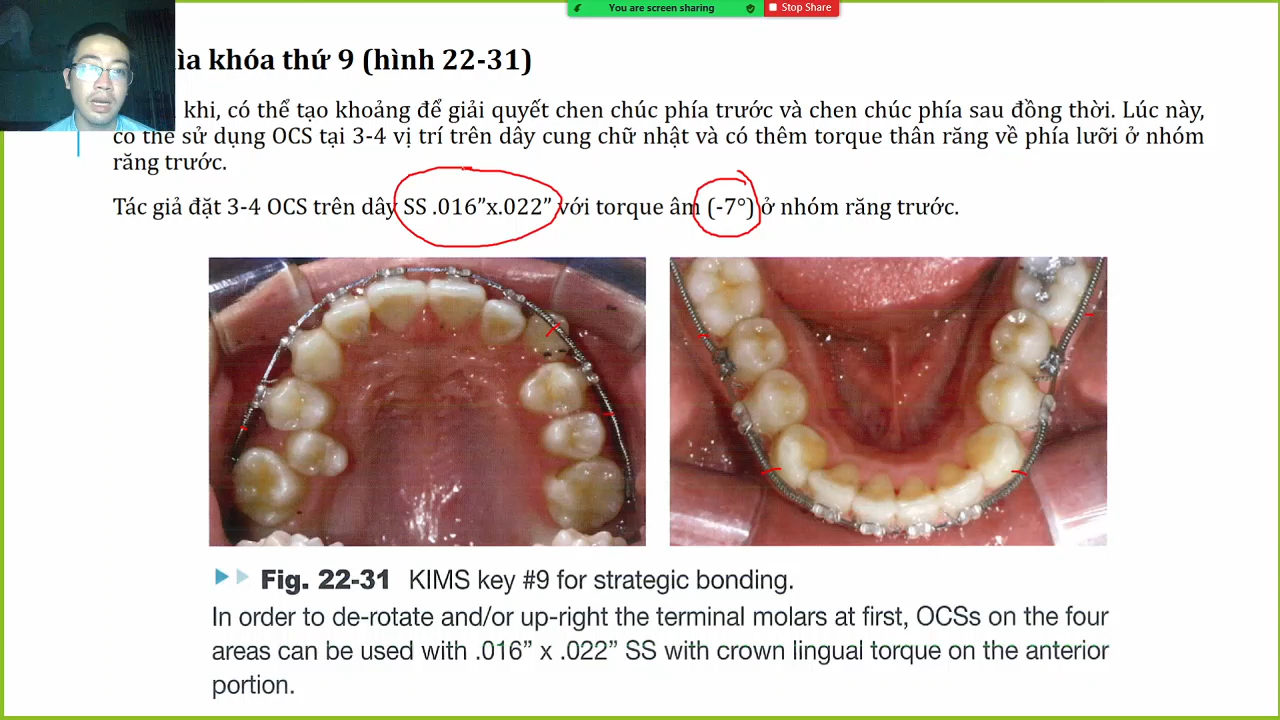 You are screen sharing
Stop Share
ìa khóa thứ 9 (hình 22-31)
khi, có thể tạo khoảng để giải quyết chen chúc phía trước và chen chúc phía sau đồng thời. Lúc này,
có thể sử dụng OCS tại 3-4 vị trí trên dây cung chữ nhật và có thêm torque thân răng về phía lưỡi ở nhóm
răng trước.
Tác giả đặt 3-4 OCS trên dây SS .016”x.022” với torque âm (-7°) ở nhóm răng trước.
Fig. 22-31 KIMS key #9 for strategic bonding.
In order to de-rotate and/or up-right the terminal molars at first, OCSs on the four
areas can be used with .016” x .022” SS with crown lingual torque on the anterior
portion.